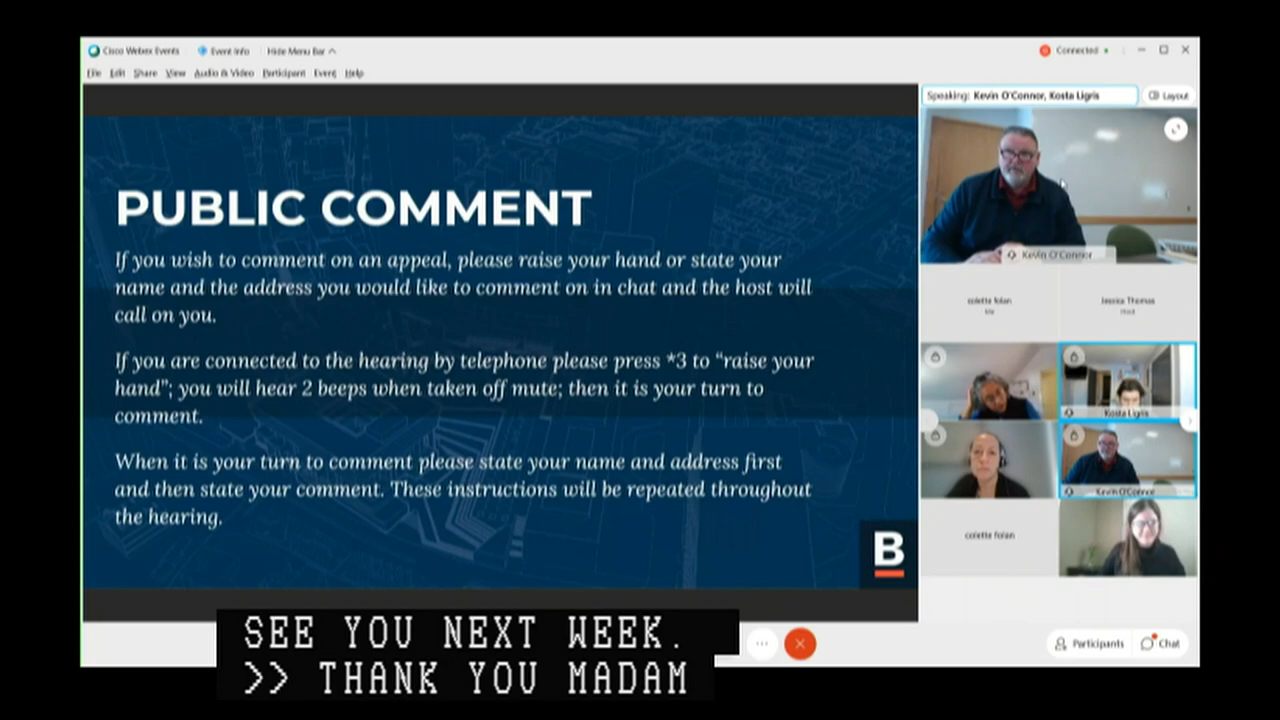 Cisco Webex Events
Event Info
Hide Menu Bar
Connected
File Edit Share View Audio & Video Participant Event Help
Speaking: Kevin O'Connor, Kosta Ligris
Layout
PUBLIC COMMENT
If you wish to comment on an appeal, please raise your hand or state your
name and the address you would like to comment on in chat and the host will
call on you.
If you are connected to the hearing by telephone please press *3 to “raise your
hand”; you will hear 2 beeps when taken off mute; then it is your turn to
comment.
When it is your turn to comment please state your name and address first
and then state your comment. These instructions will be repeated throughout
the hearing.
B
Kevin O'Connor
colette folan
Me
Jessica Thomas
Host
Kosta Ligris
Kevin O'Connor
colette folan
Participants
Chat
SEE YOU NEXT WEEK.
>> THANK YOU MADAM